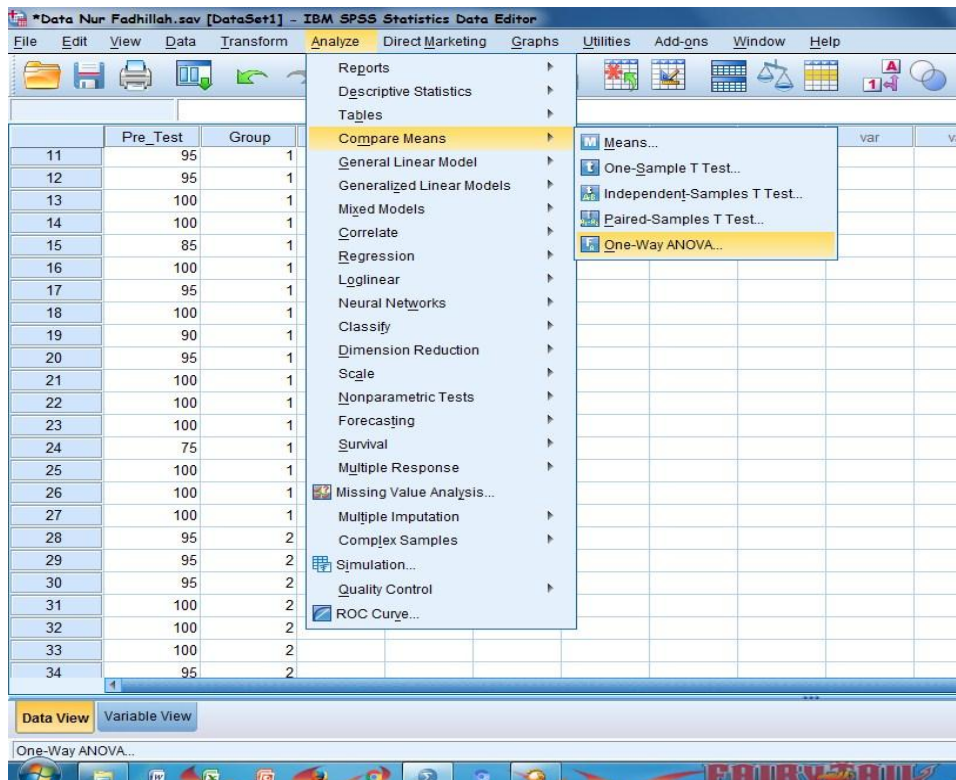 *Data Nur Fadhillah.sav [DataSet1] - IBM SPSS Statistics Data Editor
File Edit View Data Transform Analyze Direct Marketing Graphs Utilities Add-ons Window Help
Reports
Descriptive Statistics
Tables
Compare Means
General Linear Model
Generalized Linear Models
Mixed Models
Correlate
Regression
Loglinear
Neural Networks
Classify
Dimension Reduction
Scale
Nonparametric Tests
Forecasting
Survival
Multiple Response
Missing Value Analysis...
Multiple Imputation
Complex Samples
Simulation...
Quality Control
ROC Curve...
Means...
One-Sample T Test...
Independent-Samples T Test...
Paired-Samples T Test...
One-Way ANOVA...
Pre_Test Group var
11 95 1
12 95 1
13 100 1
14 100 1
15 85 1
16 100 1
17 95 1
18 100 1
19 90 1
20 95 1
21 100 1
22 100 1
23 100 1
24 75 1
25 100 1
26 100 1
27 100 1
28 95 2
29 95 2
30 95 2
31 100 2
32 100 2
33 100 2
34 95 2
Data View Variable View
One-Way ANOVA...
FAIRY TAIL